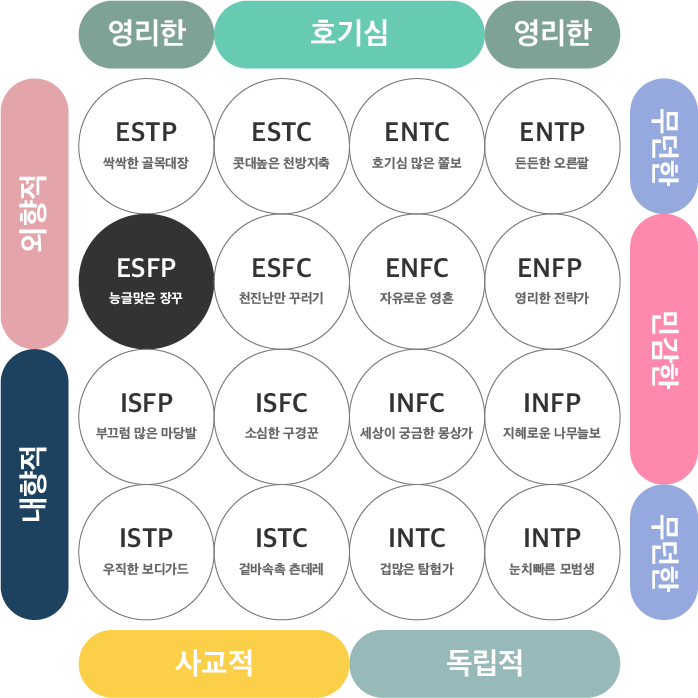 영리한
호기심
영리한
외향적
내향적
ESTP
싹싹한 골목대장
ESTC
콧대높은 천방지축
ENTC
호기심 많은 쫄보
ENTP
든든한 오른팔
ESFP
능글맞은 장꾸
ESFC
천진난만 꾸러기
ENFC
자유로운 영혼
ENFP
영리한 전략가
ISFP
부끄럼 많은 마당발
ISFC
소심한 구경꾼
INFC
세상이 궁금한 몽상가
INFP
지혜로운 나무늘보
ISTP
우직한 보디가드
ISTC
겉바속촉 츤데레
INTC
겁많은 탐험가
INTP
눈치빠른 모범생
무던한
민감한
무던한
사교적
독립적